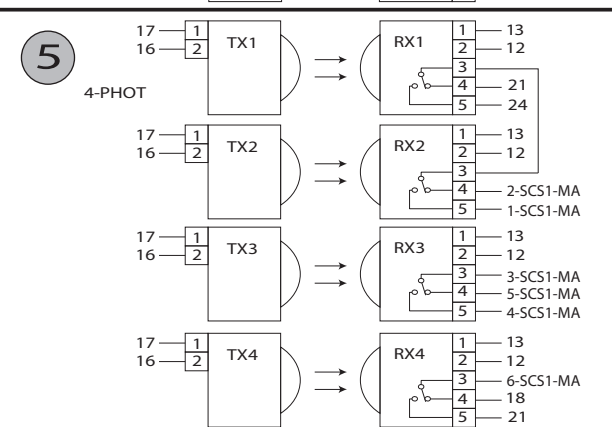 5
4-PHOT
17 1 TX1 RX1 1 13
16 2 2 12
3
4 21
5 24
17 1 TX2 RX2 1 13
16 2 2 12
3
4 2-SCS1-MA
5 1-SCS1-MA
17 1 TX3 RX3 1 13
16 2 2 12
3 3-SCS1-MA
4 5-SCS1-MA
5 4-SCS1-MA
17 1 TX4 RX4 1 13
16 2 2 12
3 6-SCS1-MA
4 18
5 21